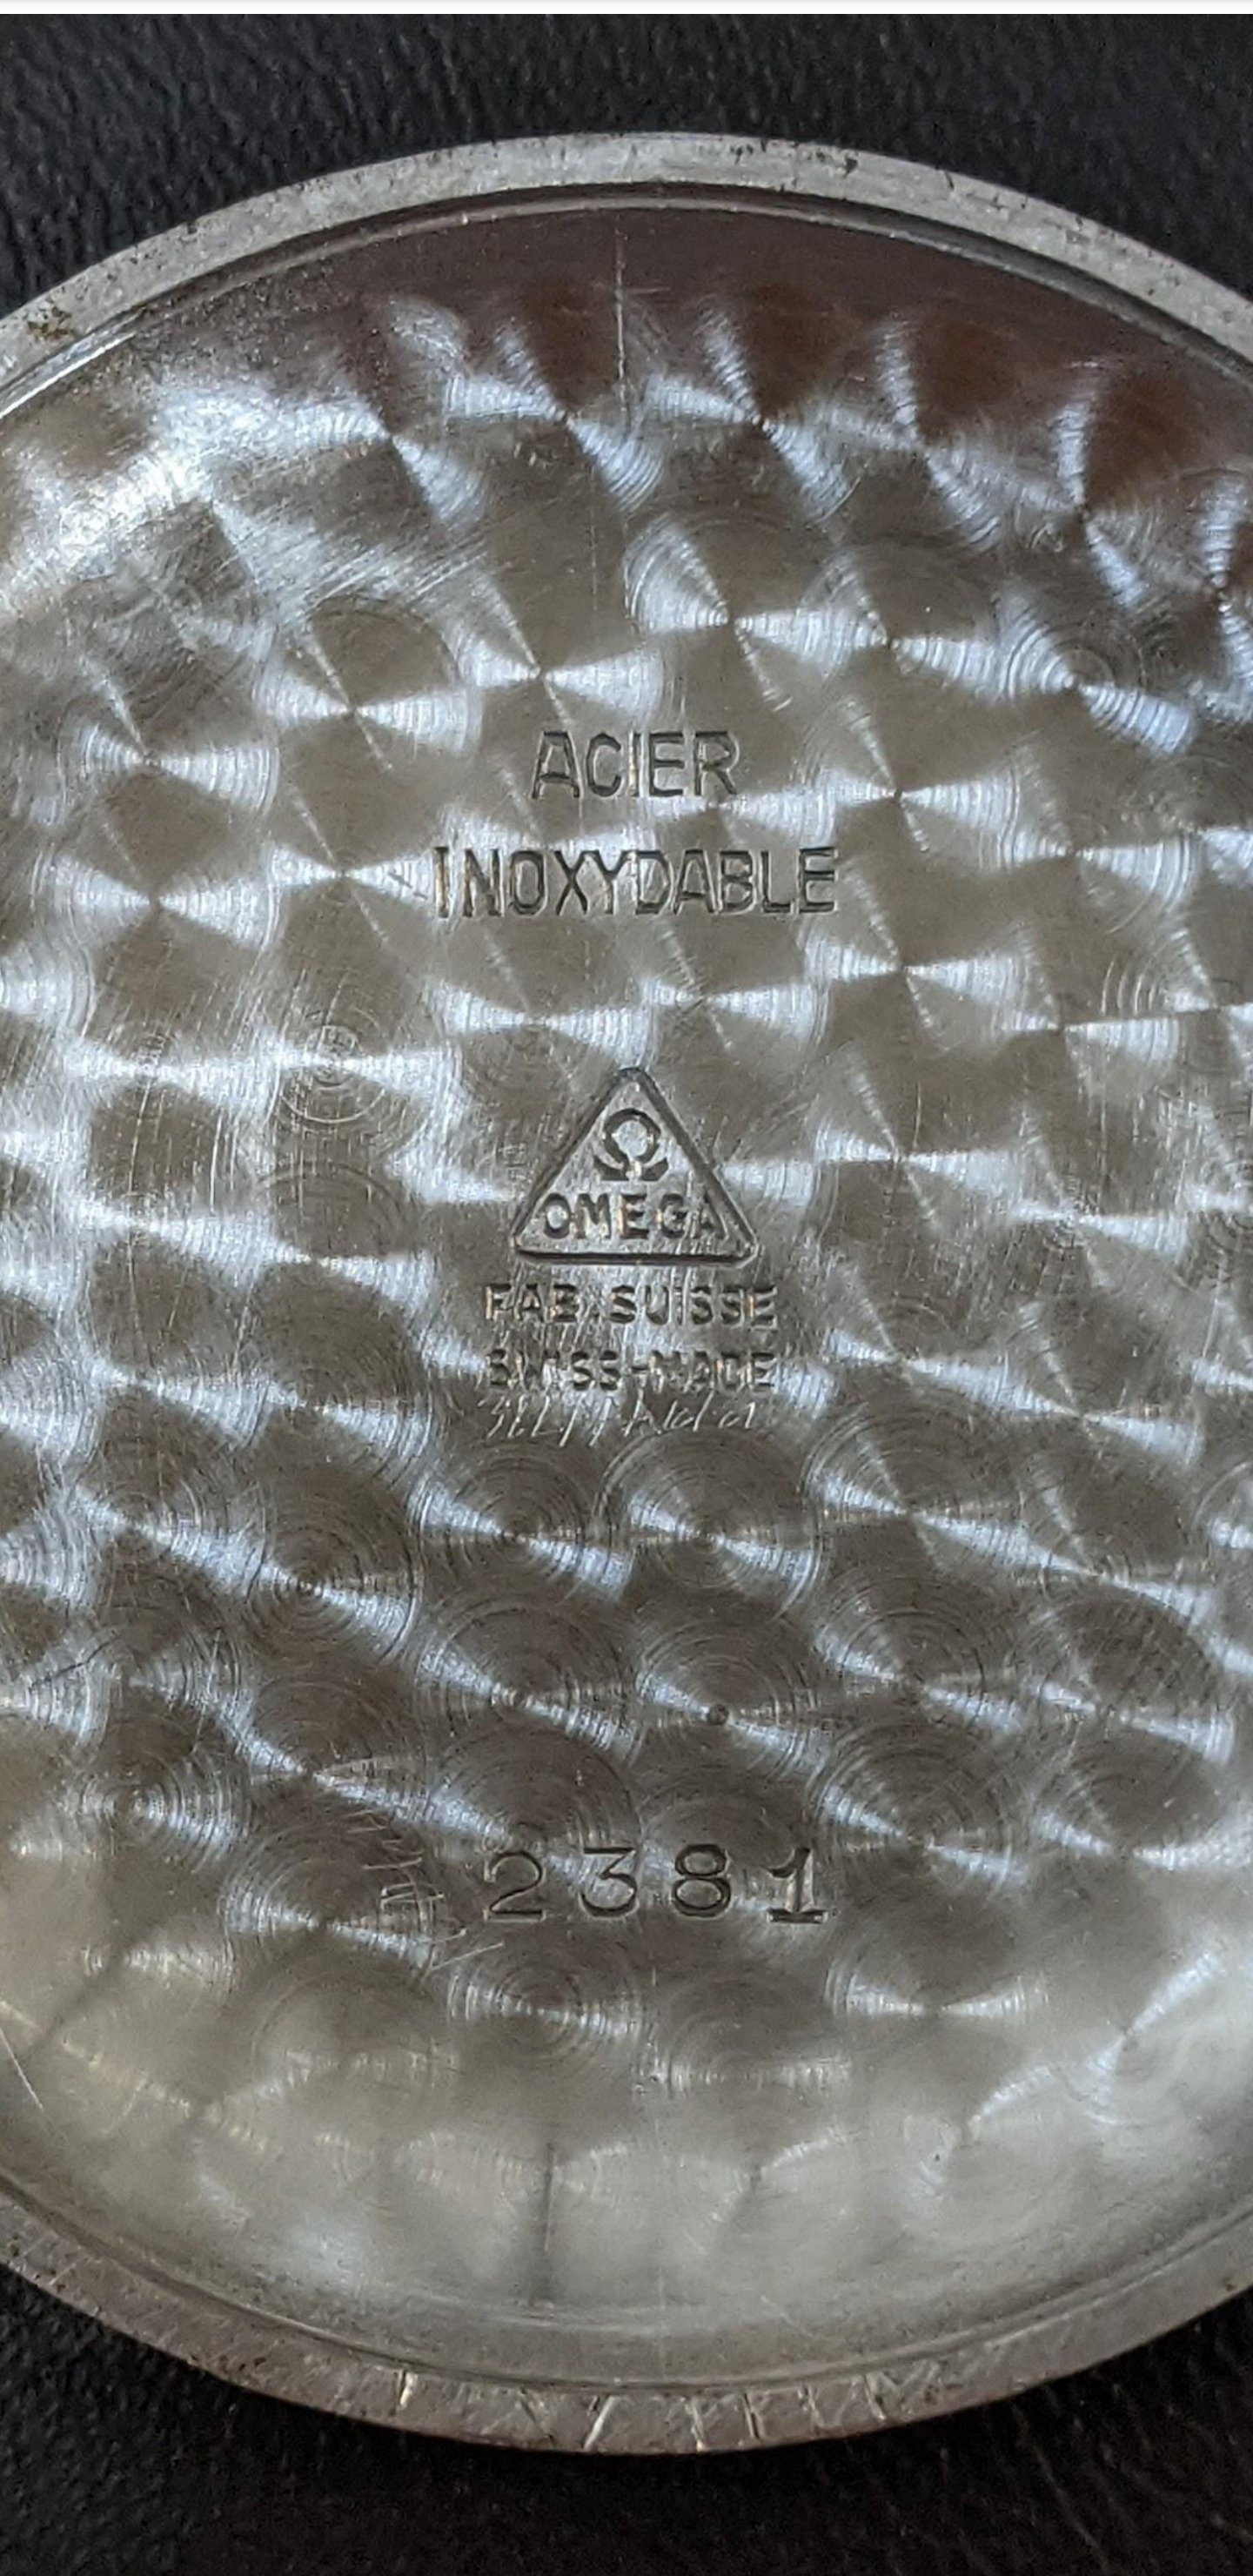 ACIER
INOXYDABLE
Ω
OMEGA
FAB.SUISSE
SWISS-MADE
2381